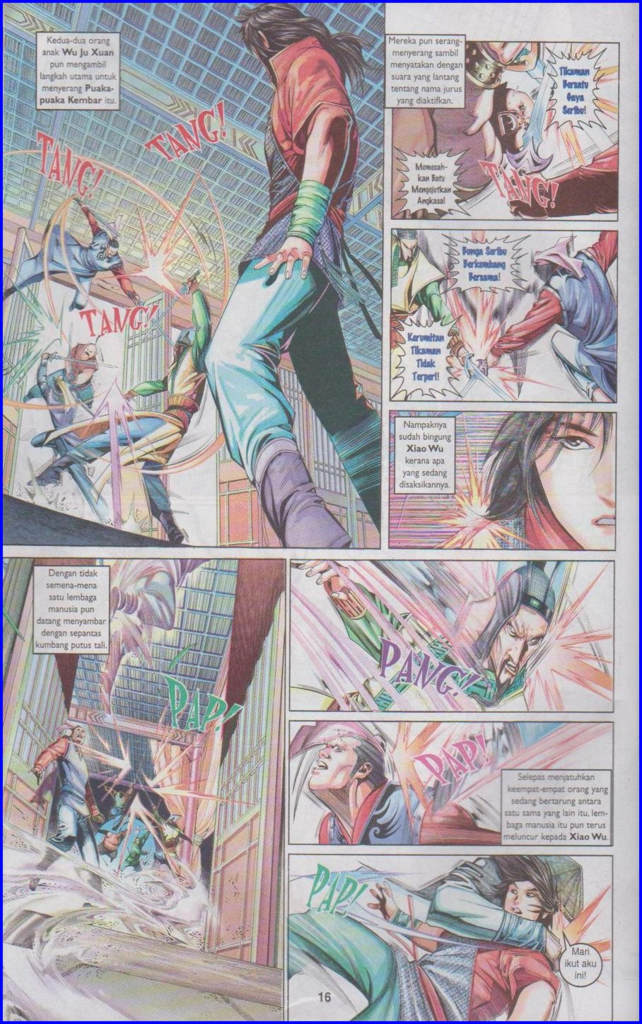 Kedua-dua orang
anak Wu Ju Xuan
pun mengambil
langkah utama untuk
menyerang Puaka-
puaka Kembar itu.
TANG!
TANG!
TANG!
Mereka pun serang-
menyerang sambil
menyatakan dengan
suara yang lantang
tentang nama jurus
yang diaktifkan.
Tikaman
Bersatu
Gaya
Seribu!
Memecah-
kan Batu
Mengejutkan
Angkasa!
TANG!
Bunga Seribu
Berkembang
Bersama!
Kerumitan
Tikaman
Tidak
Terperi!
Nampaknya
sudah bingung
Xiao Wu
kerana apa
yang sedang
disaksikannya.
Dengan tidak
semena-mena
satu lembaga
manusia pun
datang menyambar
dengan sepantas
kumbang putus tali.
PAP!
PANG!
PAP!
Selepas menjatuhkan
keempat-empat orang yang
sedang bertarung antara
satu sama yang lain itu, lem-
baga manusia itu pun terus
meluncur kepada Xiao Wu.
PAP!
Mari
ikut aku
ini!
16